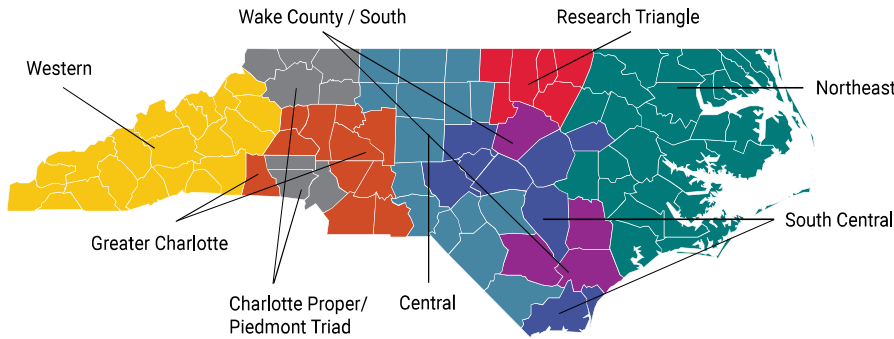 Wake County / South
Research Triangle
Western
Northeast
Greater Charlotte
South Central
Charlotte Proper/
Piedmont Triad
Central